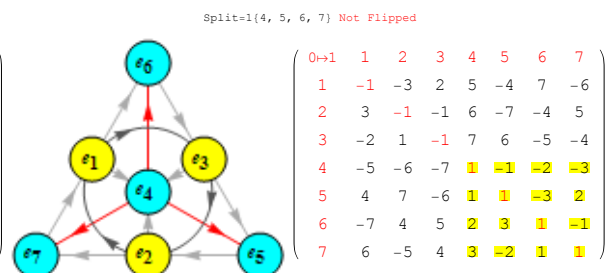 Split=1{4, 5, 6, 7} Not Flipped
e6
e1
e3
e4
e7
e2
e5
0↦1 1 2 3 4 5 6 7
1 -1 -3 2 5 -4 7 -6
2 3 -1 -1 6 -7 -4 5
3 -2 1 -1 7 6 -5 -4
4 -5 -6 -7 1 -1 -2 -3
5 4 7 -6 1 1 -3 2
6 -7 4 5 2 3 1 -1
7 6 -5 4 3 -2 1 1